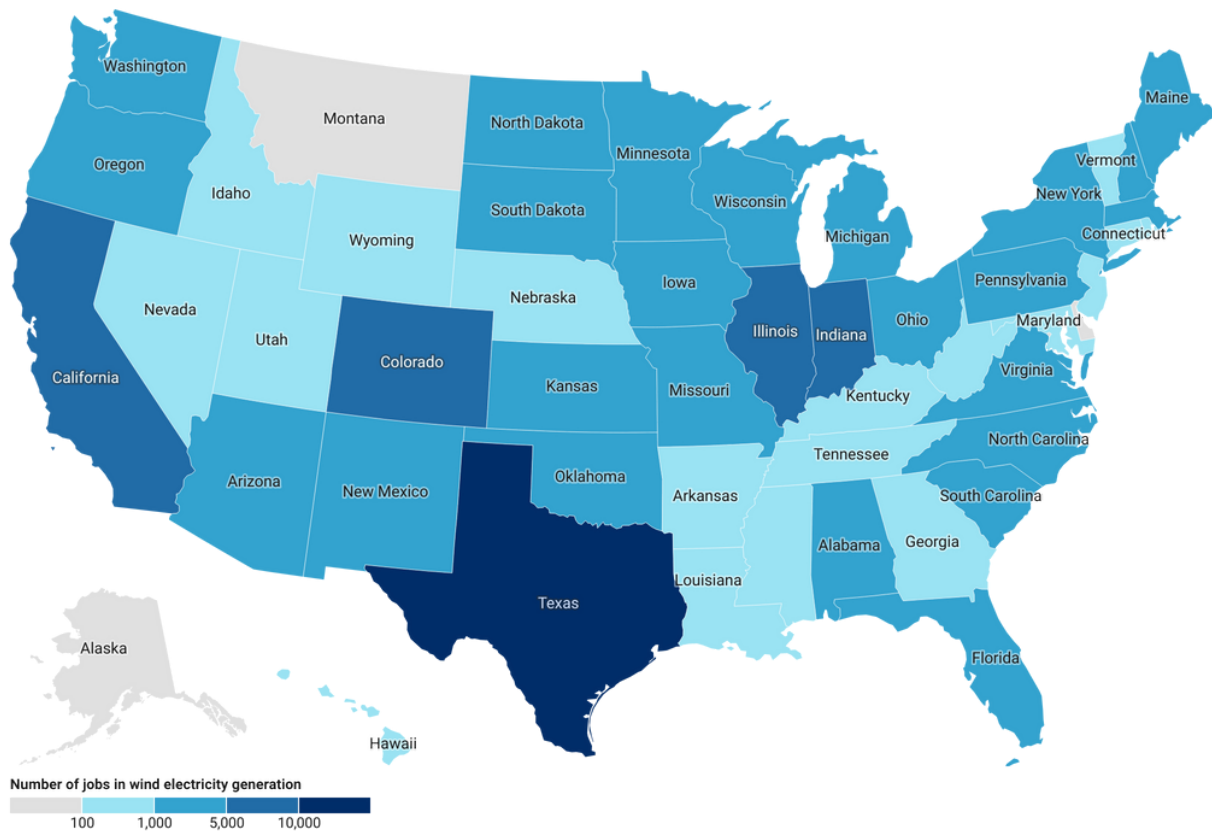 Washington
Maine
Montana
North Dakota
Minnesota
Vermont
Oregon
Idaho
New York
Wisconsin
South Dakota
Connecticut
Michigan
Wyoming
Pennsylvania
Iowa
Nebraska
Nevada
Maryland
Ohio
Illinois
Indiana
Utah
Colorado
Virginia
California
Kansas
Missouri
Kentucky
North Carolina
Tennessee
Oklahoma
Arizona
New Mexico
Arkansas
South Carolina
Georgia
Alabama
Louisiana
Texas
Alaska
Florida
Hawaii
Number of jobs in wind electricity generation
100 1,000 5,000 10,000